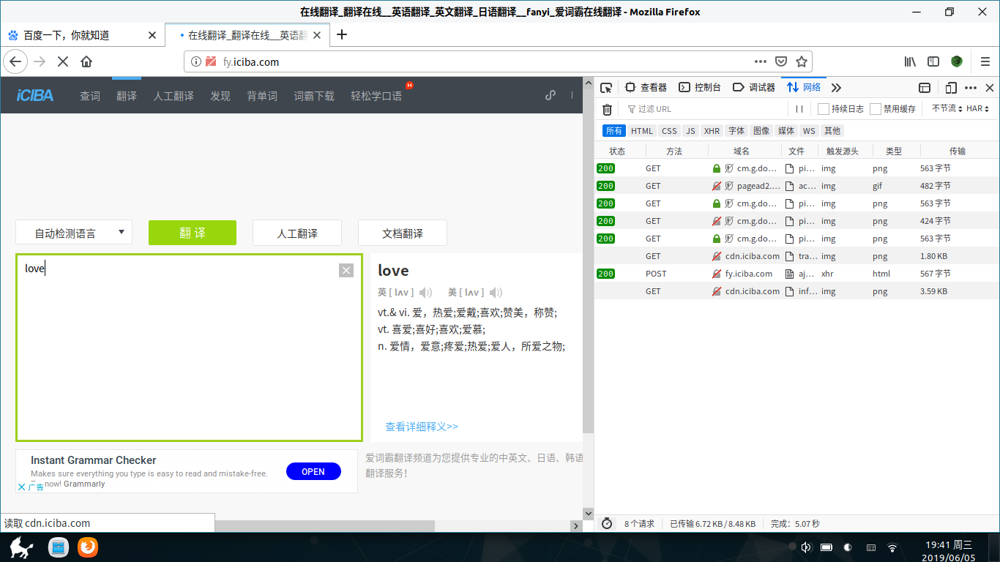 在线翻译_翻译在线__英语翻译_英文翻译_日语翻译__fanyi_爱词霸在线翻译 - Mozilla Firefox
百度一下，你就知道
在线翻译_翻译在线__英语翻
fy.iciba.com
iCIBA 查词 翻译 人工翻译 发现 背单词 词霸下载 轻松学口语 H
自动检测语言 翻 译 人工翻译 文档翻译
love
love
英 [ lʌv ] 美 [ lʌv ]
vt.& vi. 爱，热爱;爱戴;喜欢;赞美，称赞;
vt. 喜爱;喜好;喜欢;爱慕;
n. 爱情，爱意;疼爱;热爱;爱人，所爱之物;
查看详细释义>>
Instant Grammar Checker
Makes sure everything you type is easy to read and mistake-free.
now! Grammarly
OPEN
广告
爱词霸翻译频道为您提供专业的中英文、日语、韩语
翻译服务！
读取 cdn.iciba.com
查看器 控制台 调试器 网络
过滤 URL 持续日志 禁用缓存 不节流 HAR
所有 HTML CSS JS XHR 字体 图像 媒体 WS 其他
状态 方法 域名 文件 触发源头 类型 传输
200 GET cm.g.do… pi… img png 563 字节
200 GET pagead2.… ac… img gif 482 字节
200 GET cm.g.do… pi… img png 563 字节
200 GET cm.g.do… pi… img png 424 字节
200 GET cm.g.do… pi… img png 563 字节
GET cdn.iciba.com tra… img png 1.80 KB
200 POST fy.iciba.com aj… xhr html 567 字节
GET cdn.iciba.com inf… img png 3.59 KB
8 个请求 已传输 6.72 KB / 8.48 KB 完成：5.07 秒
19:41 周三
2019/06/05